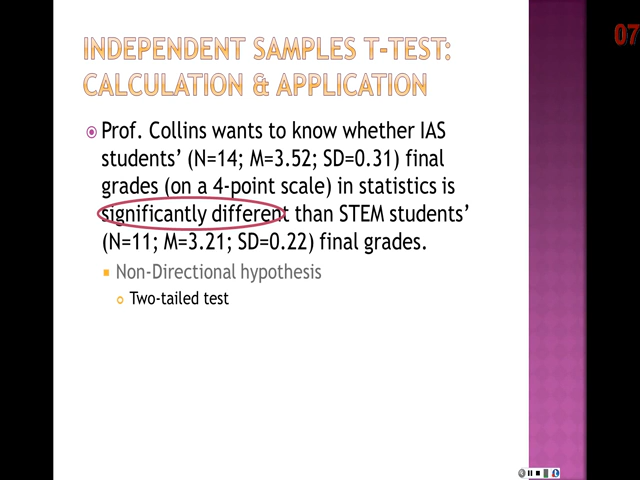 INDEPENDENT SAMPLES T-TEST:
CALCULATION & APPLICATION
07
Prof. Collins wants to know whether IAS
students’ (N=14; M=3.52; SD=0.31) final
grades (on a 4-point scale) in statistics is
significantly different than STEM students’
(N=11; M=3.21; SD=0.22) final grades.
Non-Directional hypothesis
Two-tailed test